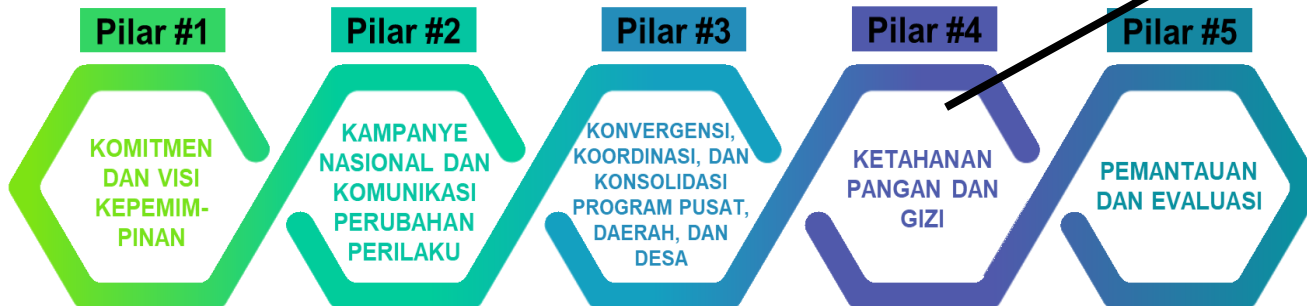 Pilar #1
Pilar #2
Pilar #3
Pilar #4
Pilar #5
KOMITMEN
DAN VISI
KEPEMIM-
PINAN
KAMPANYE
NASIONAL DAN
KOMUNIKASI
PERUBAHAN
PERILAKU
KONVERGENSI,
KOORDINASI, DAN
KONSOLIDASI
PROGRAM PUSAT,
DAERAH, DAN
DESA
KETAHANAN
PANGAN DAN
GIZI
PEMANTAUAN
DAN EVALUASI